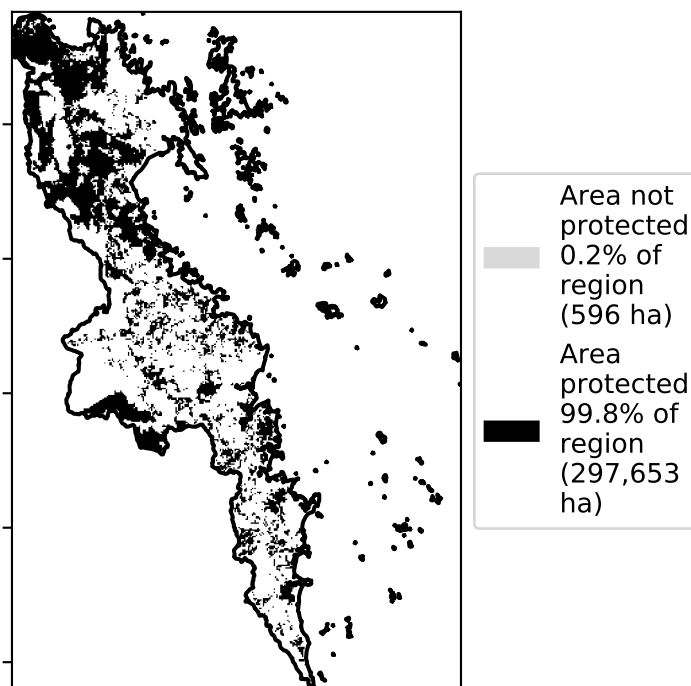 Area not
protected
0.2% of
region
(596 ha)
Area
protected
99.8% of
region
(297,653
ha)